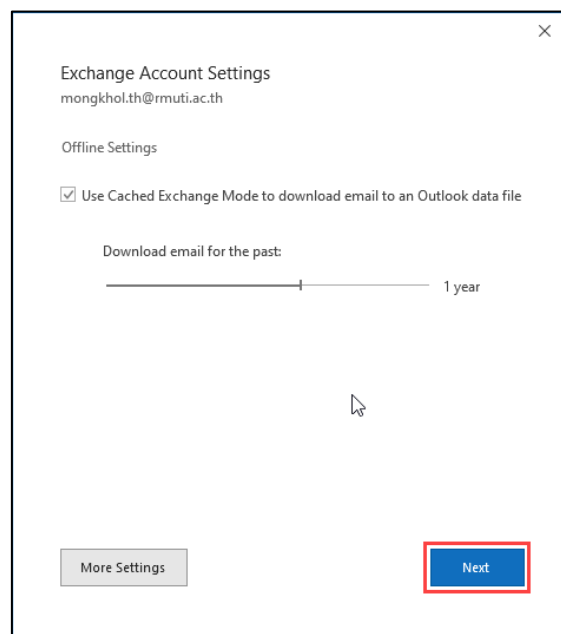 Exchange Account Settings
mongkhol.th@rmuti.ac.th
Offline Settings
Use Cached Exchange Mode to download email to an Outlook data file
Download email for the past:
1 year
More Settings
Next